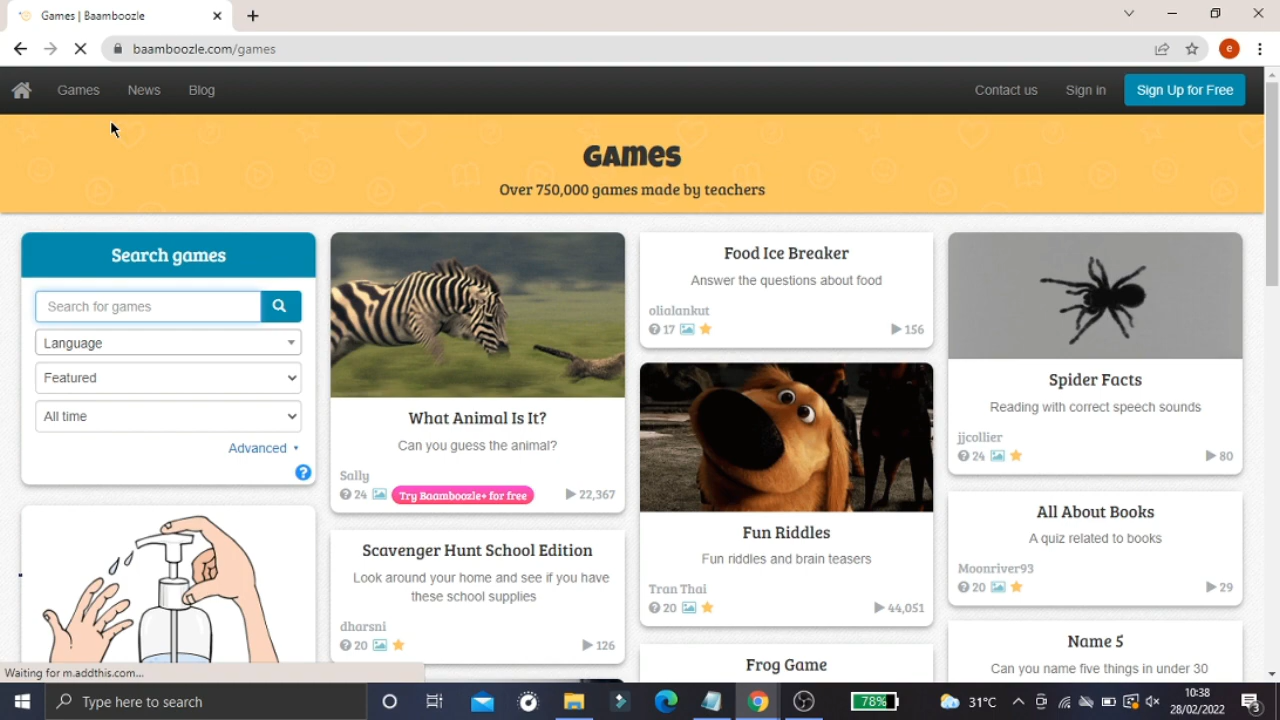 Games | Baamboozle
baamboozle.com/games
e
Games News Blog Contact us Sign in Sign Up for Free
Games
Over 750,000 games made by teachers
Search games
Search for games
Language
Featured
All time
Advanced
?
What Animal Is It?
Can you guess the animal?
Sally
24 Try Baamboozle+ for free 22,367
Scavenger Hunt School Edition
Look around your home and see if you have
these school supplies
dharsni
20 126
Food Ice Breaker
Answer the questions about food
olialankut
17 156
Fun Riddles
Fun riddles and brain teasers
Tran Thai
20 44,051
Frog Game
Spider Facts
Reading with correct speech sounds
jjcollier
24 80
All About Books
A quiz related to books
Moonriver93
20 29
Name 5
Can you name five things in under 30
Waiting for m.addthis.com...
Type here to search
78%
31°C
10:38
28/02/2022
3